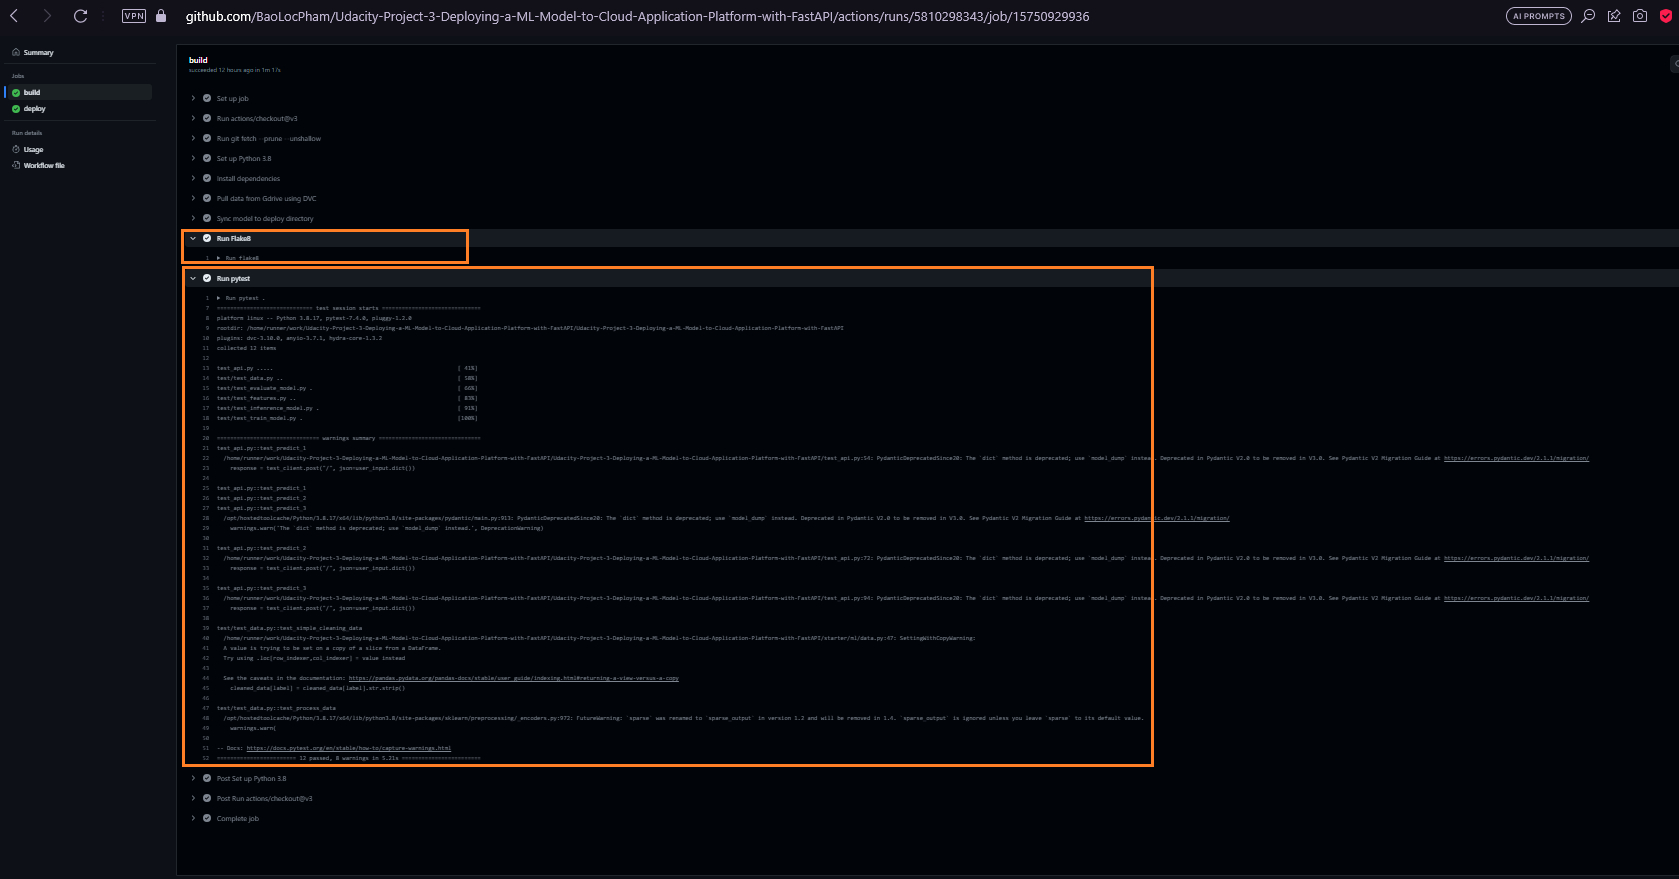 VPN
github.com/BaoLocPham/Udacity-Project-3-Deploying-a-ML-Model-to-Cloud-Application-Platform-with-FastAPI/actions/runs/5810298343/job/15750929936
AI PROMPTS
Summary
Jobs
build
deploy
Run details
Usage
Workflow file
build
succeeded 12 hours ago in 1m 17s
Set up job
Run actions/checkout@v3
Run git fetch --prune --unshallow
Set up Python 3.8
Install dependencies
Pull data from Gdrive using DVC
Sync model to deploy directory
Run Flake8
1 Run flake8
Run pytest
1 Run pytest .
7 ============================= test session starts ==============================
8 platform linux -- Python 3.8.17, pytest-7.4.0, pluggy-1.2.0
9 rootdir: /home/runner/work/Udacity-Project-3-Deploying-a-ML-Model-to-Cloud-Application-Platform-with-FastAPI/Udacity-Project-3-Deploying-a-ML-Model-to-Cloud-Application-Platform-with-FastAPI
10 plugins: dvc-3.10.0, anyio-3.7.1, hydra-core-1.3.2
11 collected 12 items
12
13 test_api.py ..... [ 41%]
14 test/test_data.py .. [ 58%]
15 test/test_evaluate_model.py . [ 66%]
16 test/test_features.py .. [ 83%]
17 test/test_infenrence_model.py . [ 91%]
18 test/test_train_model.py . [100%]
19
20 =============================== warnings summary ===============================
21 test_api.py::test_predict_1
22 /home/runner/work/Udacity-Project-3-Deploying-a-ML-Model-to-Cloud-Application-Platform-with-FastAPI/Udacity-Project-3-Deploying-a-ML-Model-to-Cloud-Application-Platform-with-FastAPI/test_api.py:54: PydanticDeprecatedSince20: The `dict` method is deprecated; use `model_dump` instead. Deprecated in Pydantic V2.0 to be removed in V3.0. See Pydantic V2 Migration Guide at https://errors.pydantic.dev/2.1.1/migration/
23 response = test_client.post("/", json=user_input.dict())
24
25 test_api.py::test_predict_1
26 test_api.py::test_predict_2
27 test_api.py::test_predict_3
28 /opt/hostedtoolcache/Python/3.8.17/x64/lib/python3.8/site-packages/pydantic/main.py:913: PydanticDeprecatedSince20: The `dict` method is deprecated; use `model_dump` instead. Deprecated in Pydantic V2.0 to be removed in V3.0. See Pydantic V2 Migration Guide at https://errors.pydantic.dev/2.1.1/migration/
29 warnings.warn('The `dict` method is deprecated; use `model_dump` instead.', DeprecationWarning)
30
31 test_api.py::test_predict_2
32 /home/runner/work/Udacity-Project-3-Deploying-a-ML-Model-to-Cloud-Application-Platform-with-FastAPI/Udacity-Project-3-Deploying-a-ML-Model-to-Cloud-Application-Platform-with-FastAPI/test_api.py:72: PydanticDeprecatedSince20: The `dict` method is deprecated; use `model_dump` instead. Deprecated in Pydantic V2.0 to be removed in V3.0. See Pydantic V2 Migration Guide at https://errors.pydantic.dev/2.1.1/migration/
33 response = test_client.post("/", json=user_input.dict())
34
35 test_api.py::test_predict_3
36 /home/runner/work/Udacity-Project-3-Deploying-a-ML-Model-to-Cloud-Application-Platform-with-FastAPI/Udacity-Project-3-Deploying-a-ML-Model-to-Cloud-Application-Platform-with-FastAPI/test_api.py:94: PydanticDeprecatedSince20: The `dict` method is deprecated; use `model_dump` instead. Deprecated in Pydantic V2.0 to be removed in V3.0. See Pydantic V2 Migration Guide at https://errors.pydantic.dev/2.1.1/migration/
37 response = test_client.post("/", json=user_input.dict())
38
39 test/test_data.py::test_simple_cleaning_data
40 /home/runner/work/Udacity-Project-3-Deploying-a-ML-Model-to-Cloud-Application-Platform-with-FastAPI/Udacity-Project-3-Deploying-a-ML-Model-to-Cloud-Application-Platform-with-FastAPI/starter/ml/data.py:47: SettingWithCopyWarning:
41 A value is trying to be set on a copy of a slice from a DataFrame.
42 Try using .loc[row_indexer,col_indexer] = value instead
43
44 See the caveats in the documentation: https://pandas.pydata.org/pandas-docs/stable/user_guide/indexing.html#returning-a-view-versus-a-copy
45 cleaned_data[label] = cleaned_data[label].str.strip()
46
47 test/test_data.py::test_process_data
48 /opt/hostedtoolcache/Python/3.8.17/x64/lib/python3.8/site-packages/sklearn/preprocessing/_encoders.py:972: FutureWarning: `sparse` was renamed to `sparse_output` in version 1.2 and will be removed in 1.4. `sparse_output` is ignored unless you leave `sparse` to its default value.
49 warnings.warn(
50
51 -- Docs: https://docs.pytest.org/en/stable/how-to/capture-warnings.html
52 ======================== 12 passed, 8 warnings in 5.21s ========================
Post Set up Python 3.8
Post Run actions/checkout@v3
Complete job